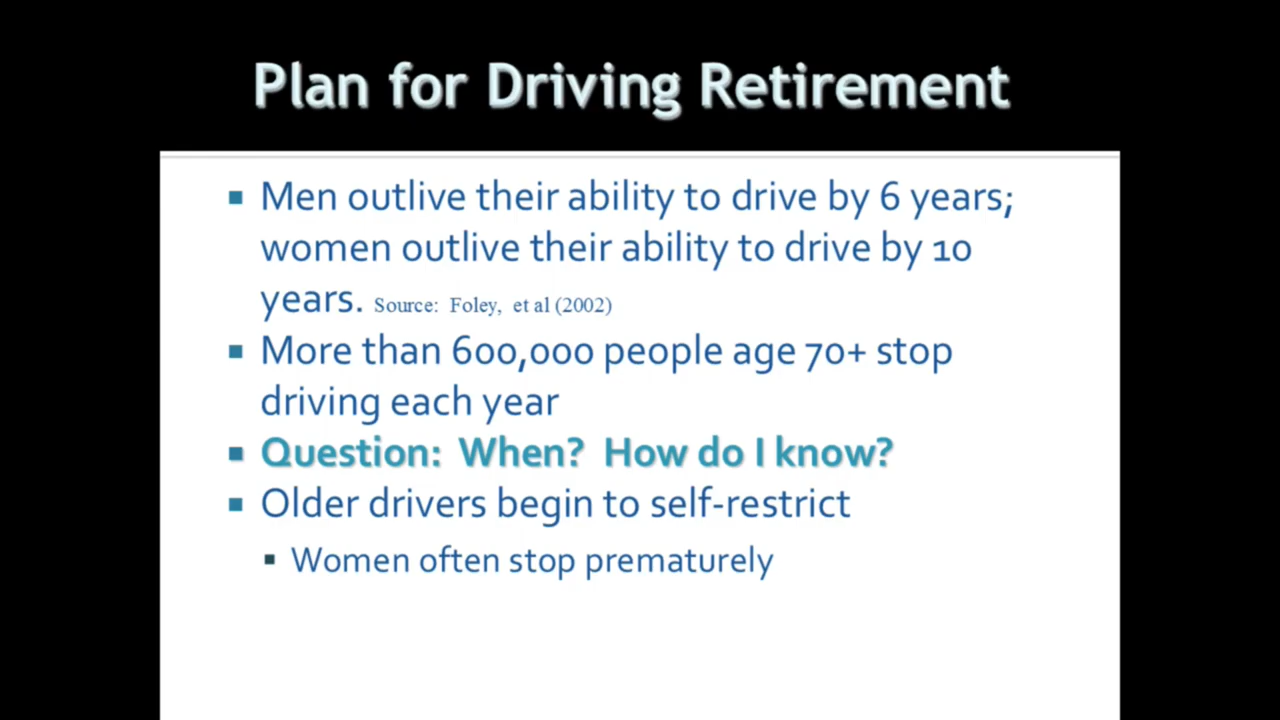 Plan for Driving Retirement
▪ Men outlive their ability to drive by 6 years;
women outlive their ability to drive by 10
years. Source: Foley, et al (2002)
▪ More than 600,000 people age 70+ stop
driving each year
▪ Question: When? How do I know?
▪ Older drivers begin to self-restrict
▪ Women often stop prematurely